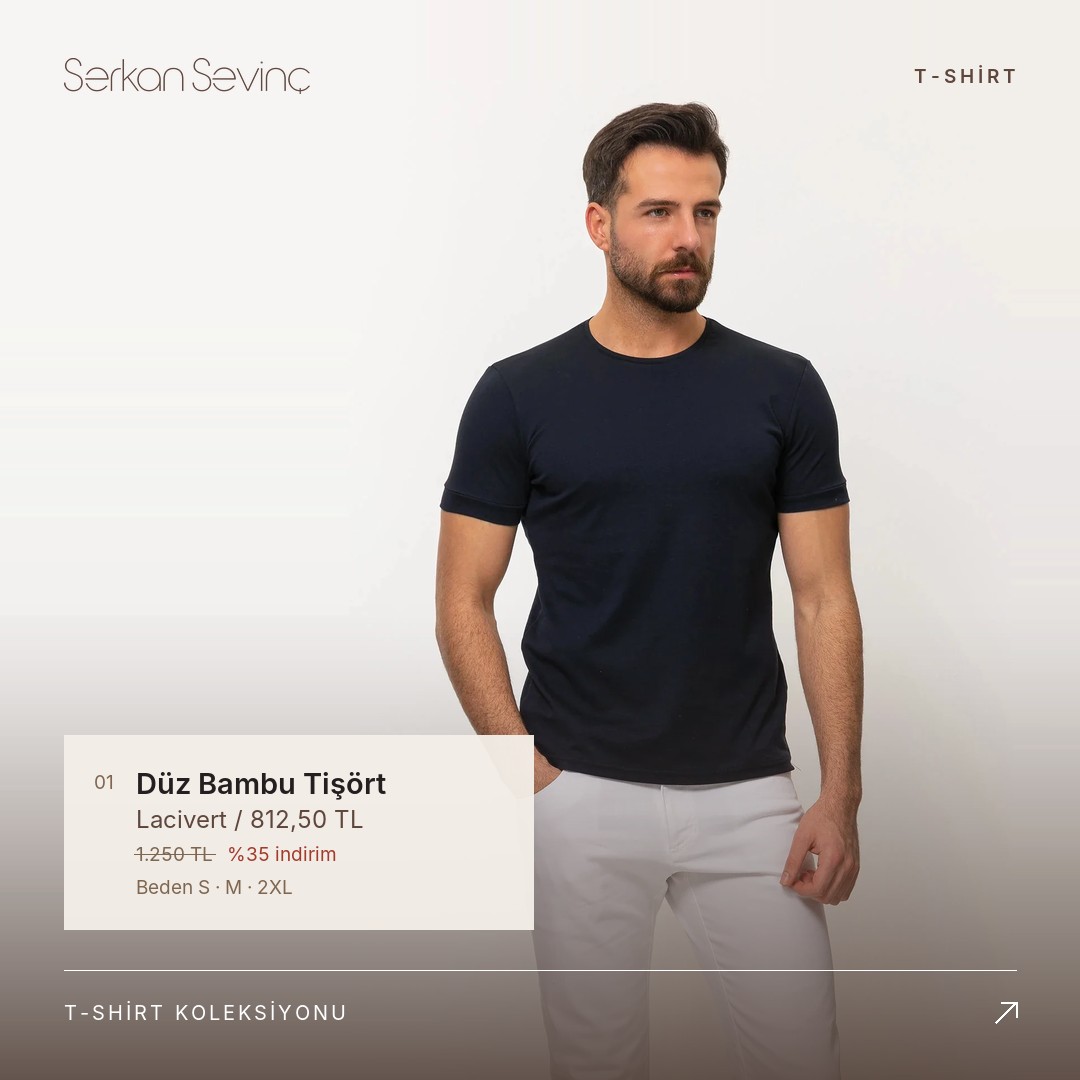 Serkan Sevinç
T-SHİRT
01
Düz Bambu Tişört
Lacivert / 812,50 TL
1.250 TL %35 indirim
Beden S · M · 2XL
T-SHİRT KOLEKSİYONU